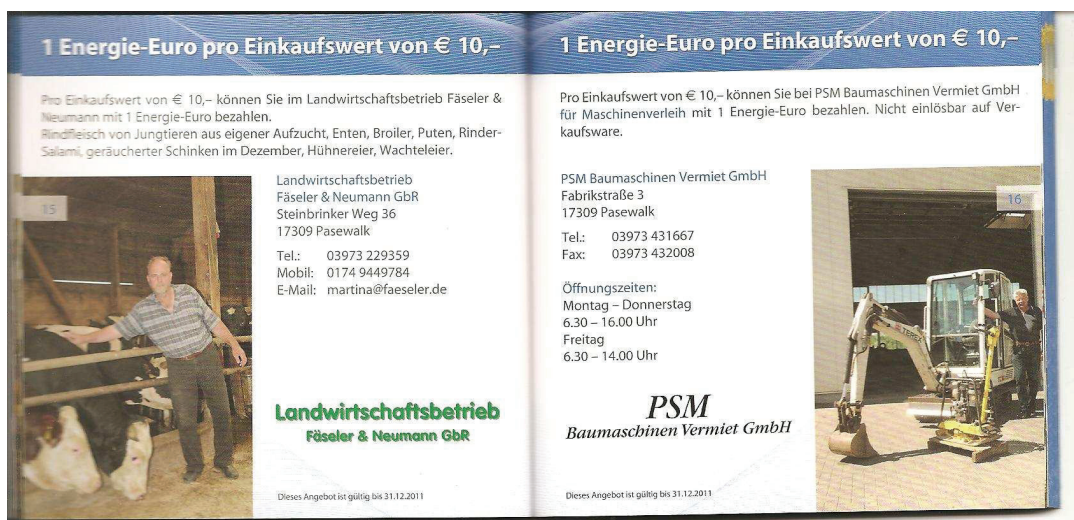 1 Energie-Euro pro Einkaufswert von € 10,–
Pro Einkaufswert von € 10,– können Sie im Landwirtschaftsbetrieb Fäseler &
Neumann mit 1 Energie-Euro bezahlen.
Rindfleisch von Jungtieren aus eigener Aufzucht, Enten, Broiler, Puten, Rinder-
Salami, geräucherter Schinken im Dezember, Hühnereier, Wachteleier.
15
Landwirtschaftsbetrieb
Fäseler & Neumann GbR
Steinbrinker Weg 36
17309 Pasewalk
Tel.: 03973 229359
Mobil: 0174 9449784
E-Mail: martina@faeseler.de
Landwirtschaftsbetrieb
Fäseler & Neumann GbR
Dieses Angebot ist gültig bis 31.12.2011
1 Energie-Euro pro Einkaufswert von € 10,–
Pro Einkaufswert von € 10,– können Sie bei PSM Baumaschinen Vermiet GmbH
für Maschinenverleih mit 1 Energie-Euro bezahlen. Nicht einlösbar auf Ver-
kaufsware.
PSM Baumaschinen Vermiet GmbH
Fabrikstraße 3
17309 Pasewalk
Tel.: 03973 431667
Fax: 03973 432008
Öffnungszeiten:
Montag – Donnerstag
6.30 – 16.00 Uhr
Freitag
6.30 – 14.00 Uhr
16
TEREX
PSM
Baumaschinen Vermiet GmbH
Dieses Angebot ist gültig bis 31.12.2011